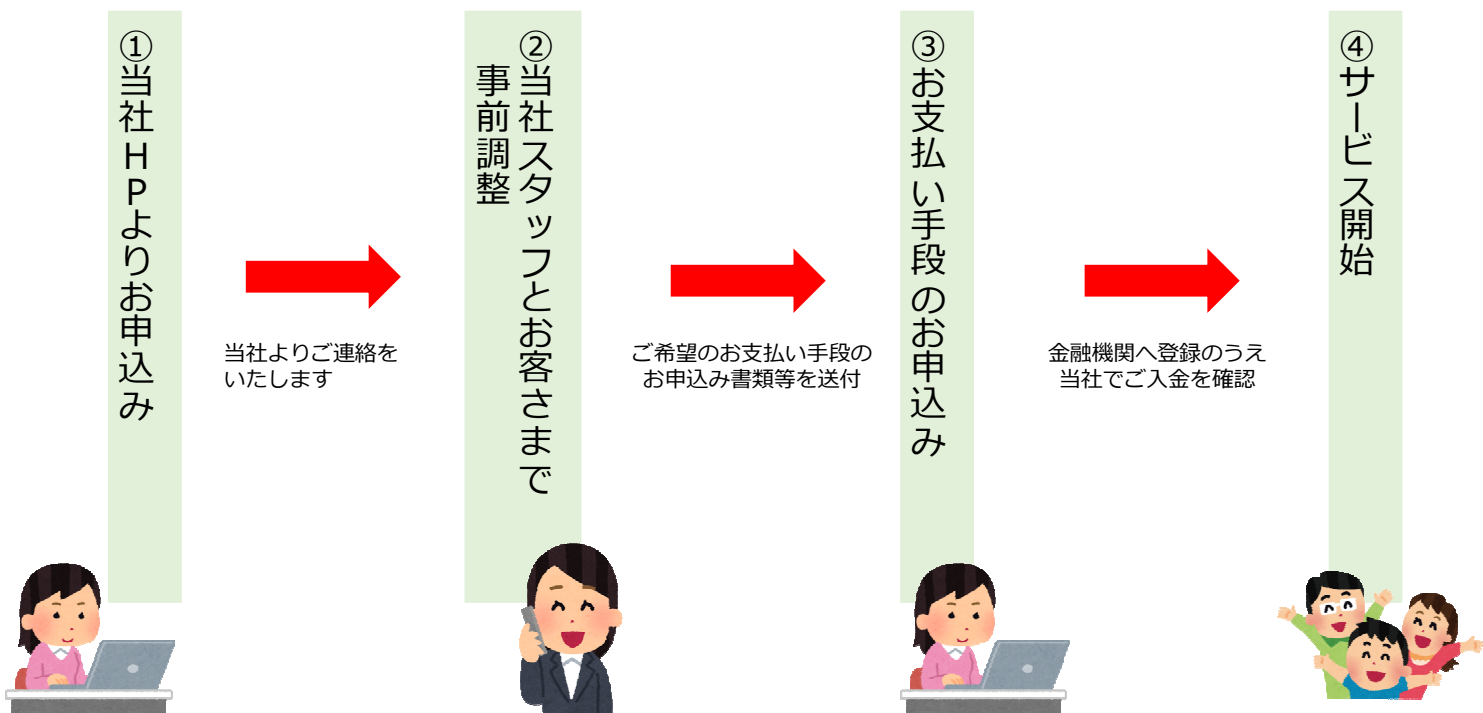 ①当社HPよりお申込み
当社よりご連絡を
いたします
②当社スタッフとお客さまで
事前調整
ご希望のお支払い手段の
お申込み書類等を送付
③お支払い手段のお申込み
金融機関へ登録のうえ
当社でご入金を確認
④サービス開始